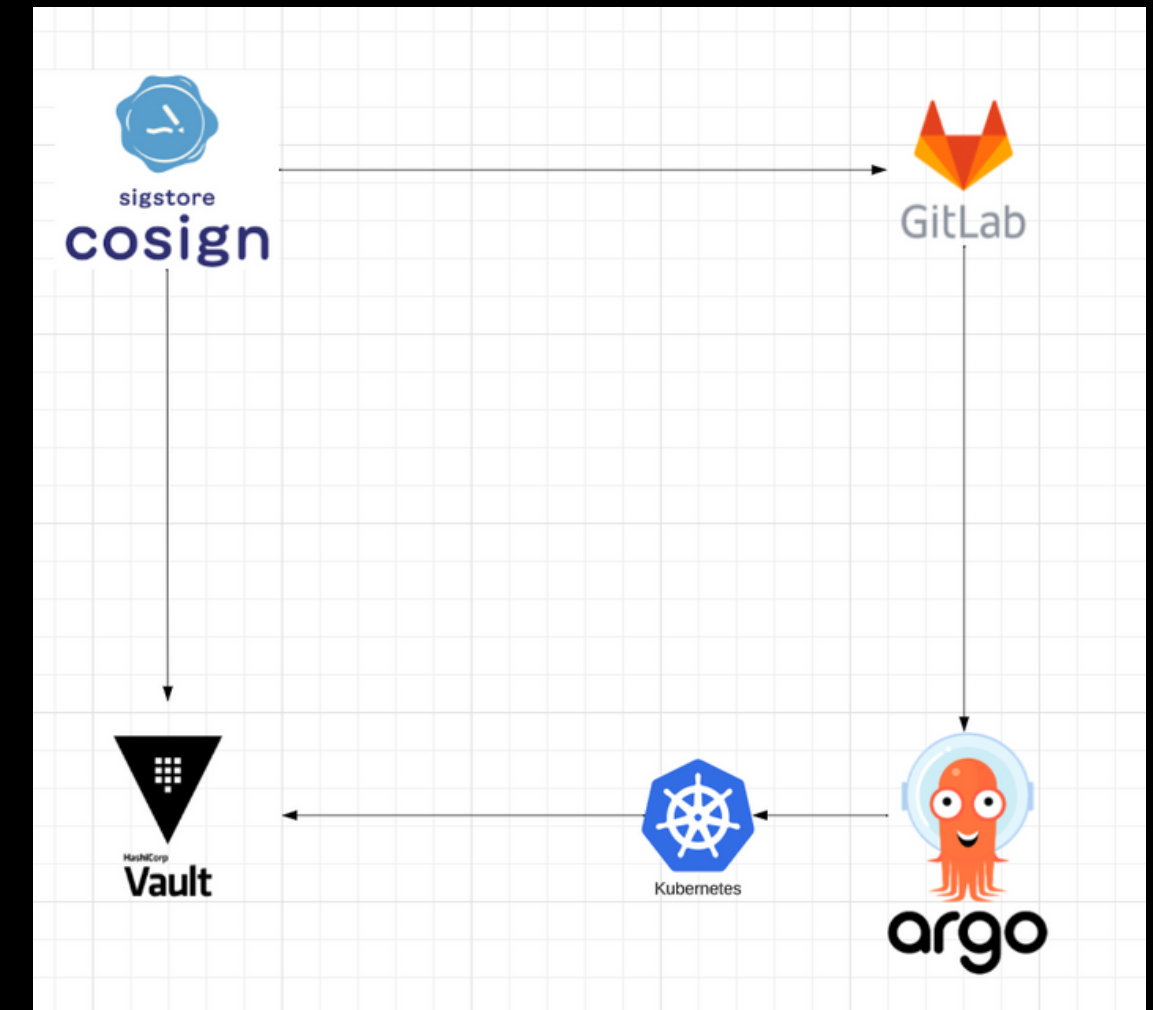 sigstore
cosign
GitLab
HashiCorp
Vault
Kubernetes
argo